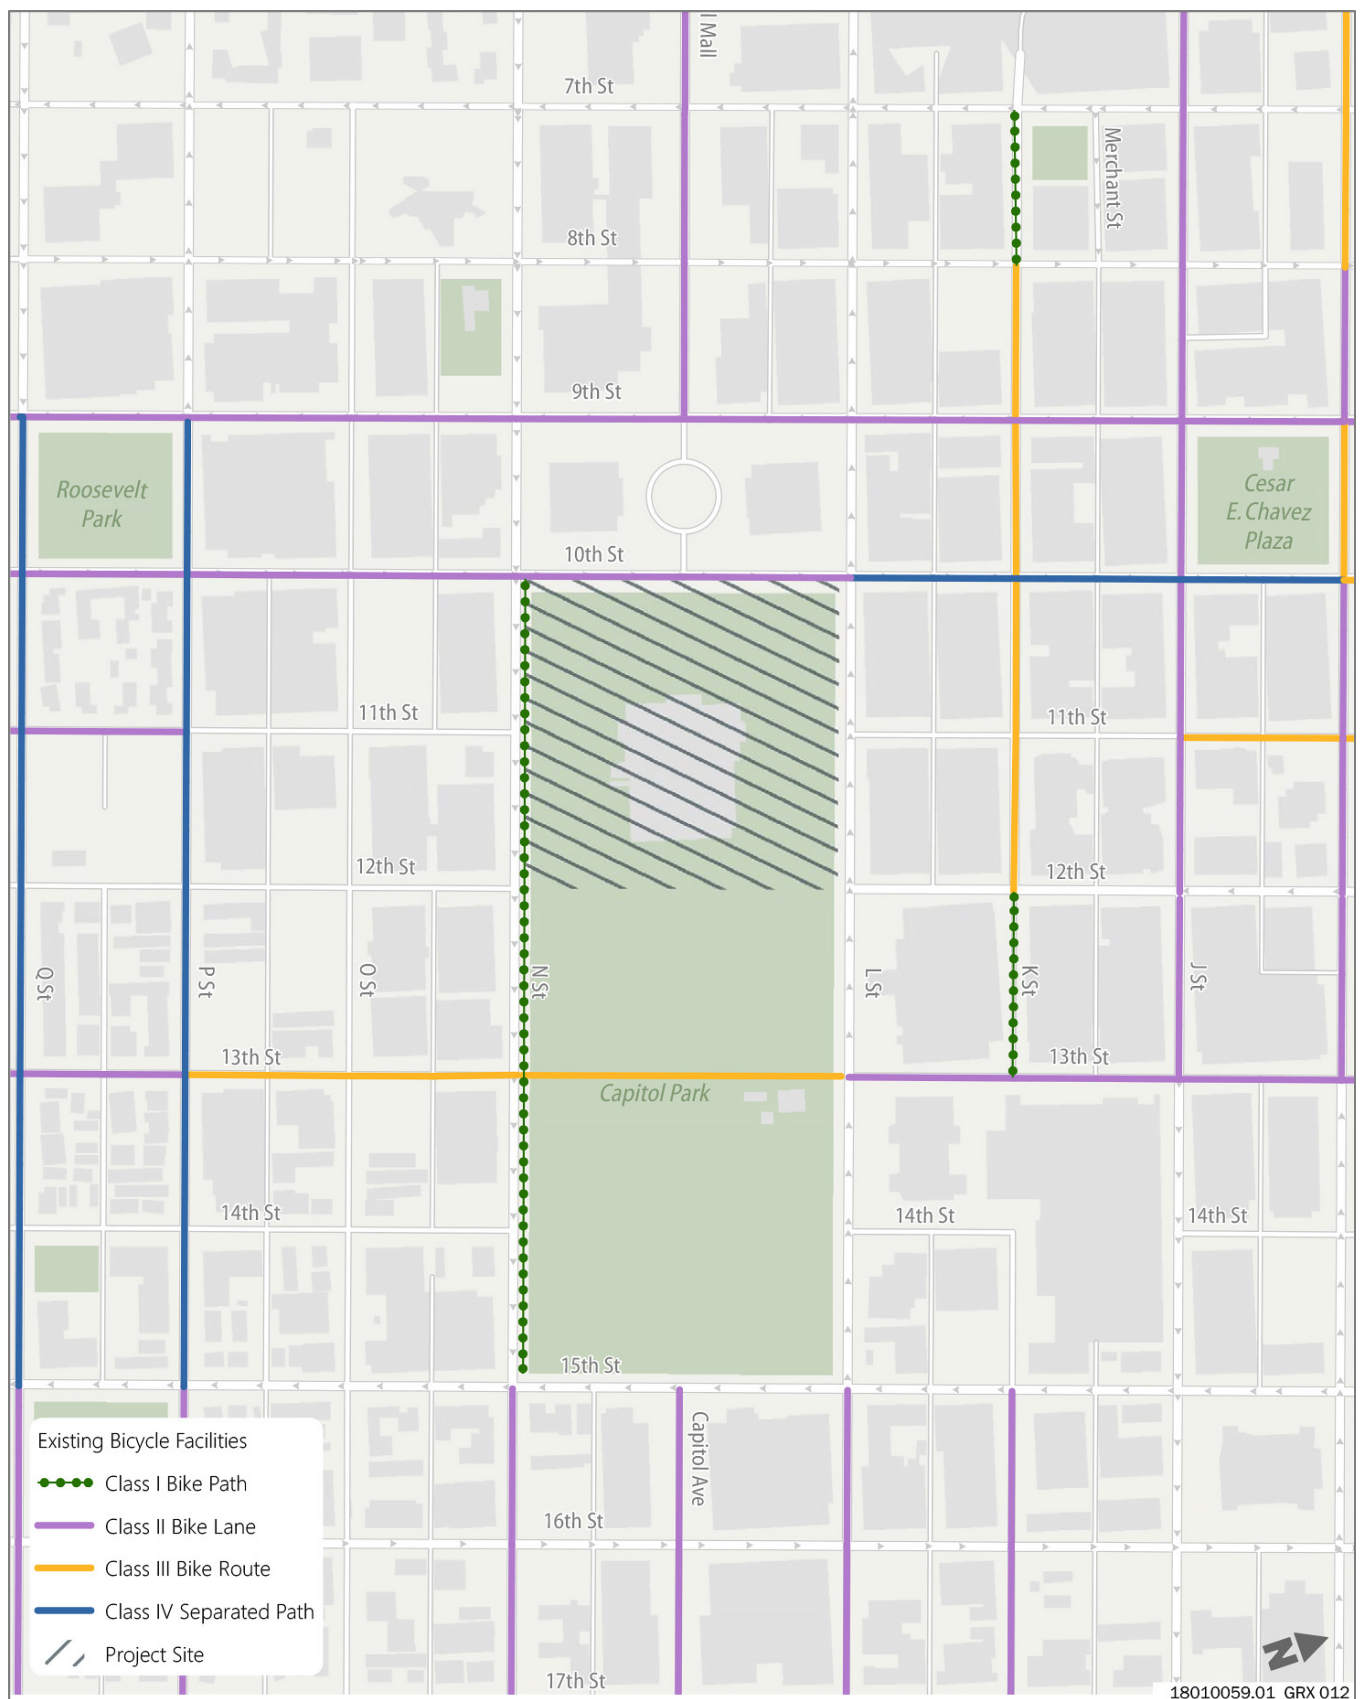 l Mall
7th St
Merchant St
8th St
9th St
Roosevelt
Park
Cesar
E. Chavez
Plaza
10th St
11th St
11th St
12th St
12th St
Q St
P St
O St
N St
L St
K St
J St
13th St
13th St
Capitol Park
14th St
14th St
14th St
15th St
Capitol Ave
16th St
17th St
Existing Bicycle Facilities
Class I Bike Path
Class II Bike Lane
Class III Bike Route
Class IV Separated Path
Project Site
N
18010059.01 GRX 012